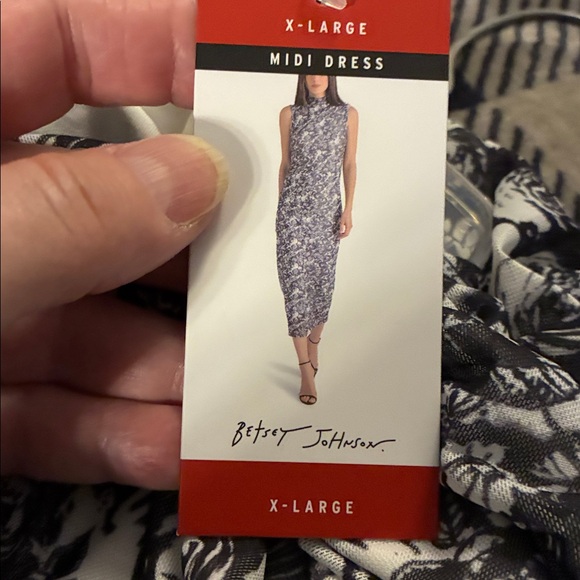 X-LARGE
MIDI DRESS
BETSEY JOHNSON.
X-LARGE